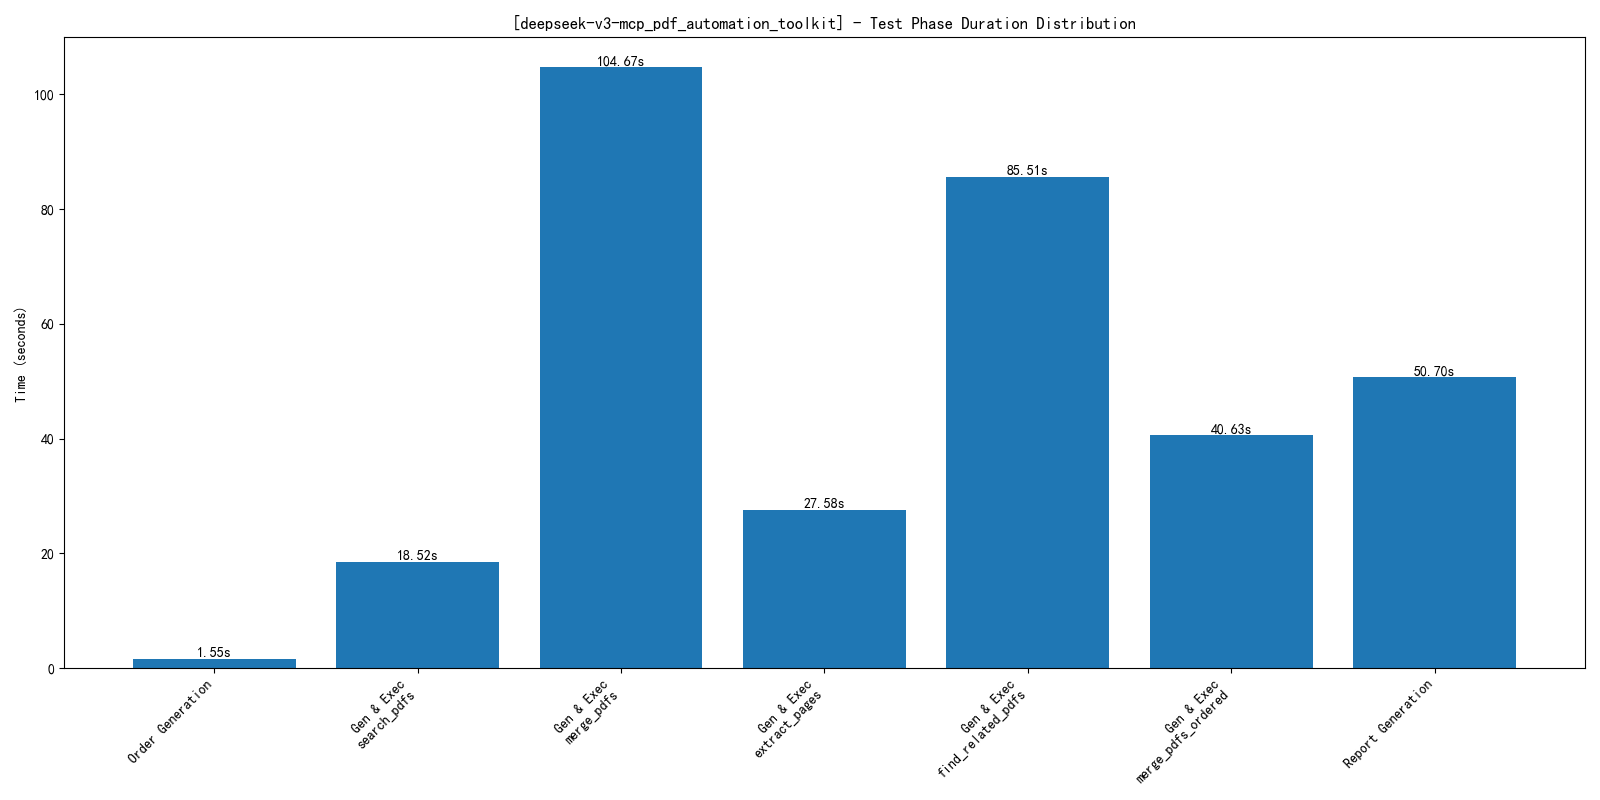 [deepseek-v3-mcp_pdf_automation_toolkit] - Test Phase Duration Distribution
Time (seconds)
100
80
60
40
20
0
1.55s
18.52s
104.67s
27.58s
85.51s
40.63s
50.70s
Order Generation
Gen & Exec
search_pdfs
Gen & Exec
merge_pdfs
Gen & Exec
extract_pages
Gen & Exec
find_related_pdfs
Gen & Exec
merge_pdfs_ordered
Report Generation